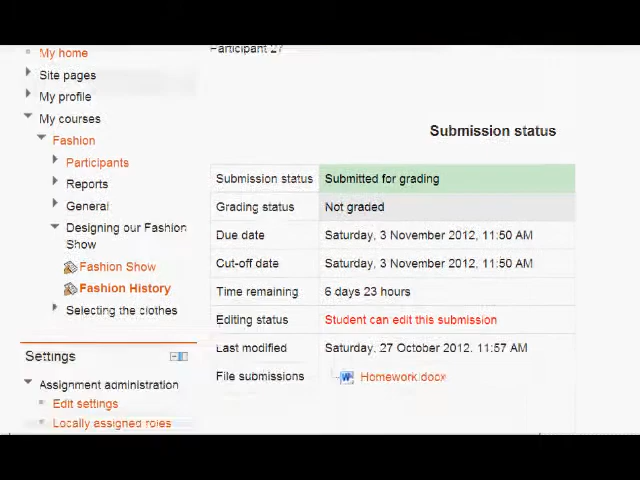 My home
Site pages
My profile
My courses
Fashion
Participants
Reports
General
Designing our Fashion
Show
Fashion Show
Fashion History
Selecting the clothes
Settings
Assignment administration
Edit settings
Locally assigned roles
Participant 27
Submission status
Submission status Submitted for grading
Grading status Not graded
Due date Saturday, 3 November 2012, 11:50 AM
Cut-off date Saturday, 3 November 2012, 11:50 AM
Time remaining 6 days 23 hours
Editing status Student can edit this submission
Last modified Saturday, 27 October 2012, 11:57 AM
File submissions Homework.docx